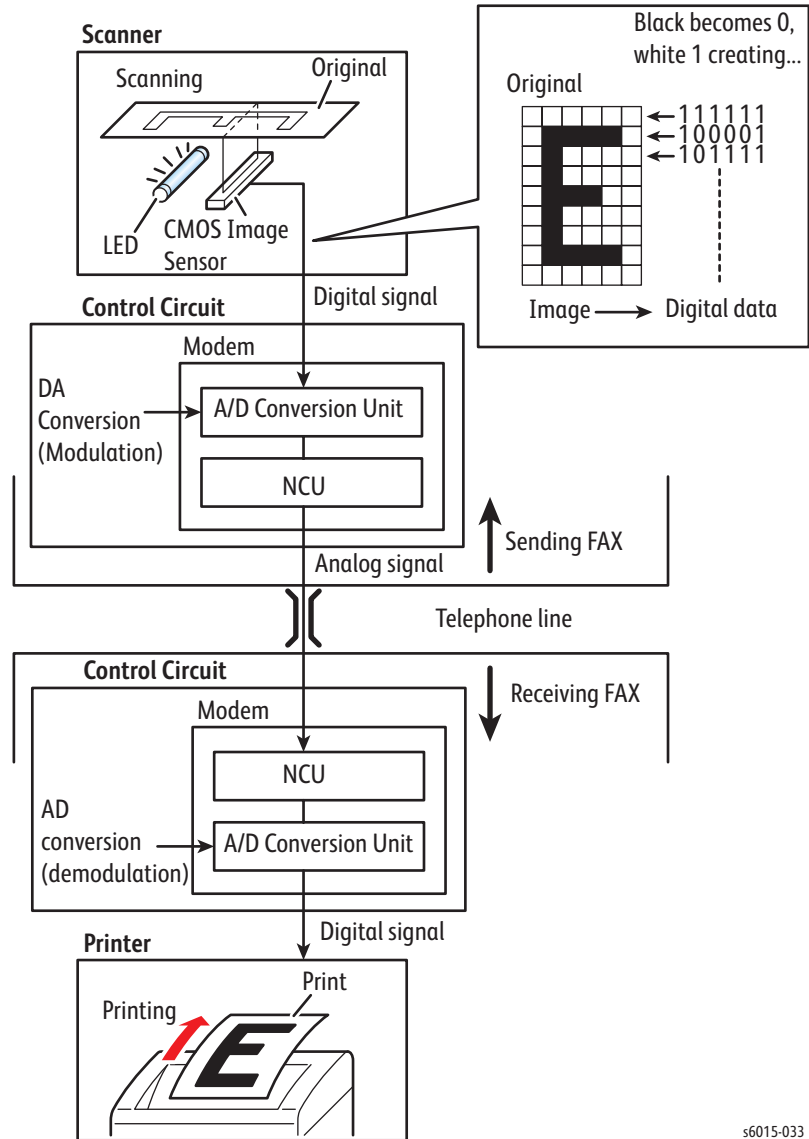 Scanner
Scanning
Original
LED
CMOS Image
Sensor
Black becomes 0,
white 1 creating...
Original
111111
100001
101111
Image
Digital data
Digital signal
Control Circuit
Modem
DA
Conversion
(Modulation)
A/D Conversion Unit
NCU
Sending FAX
Analog signal
Telephone line
Control Circuit
Receiving FAX
Modem
NCU
AD
conversion
(demodulation)
A/D Conversion Unit
Digital signal
Printer
Print
Printing
E
s6015-033